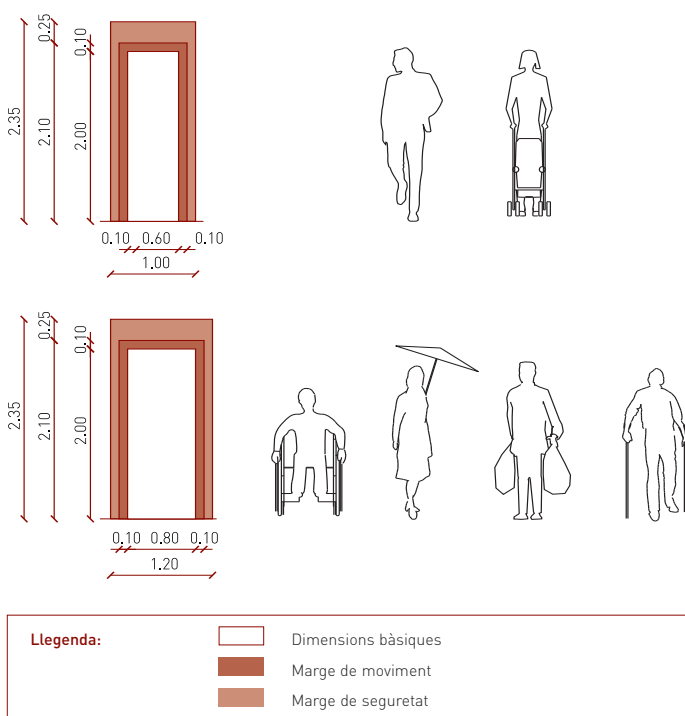 0.25
0.10
2.35
2.10
2.00
0.10 0.60 0.10
1.00
0.25
0.10
2.35
2.10
2.00
0.10 0.80 0.10
1.20
Llegenda:
Dimensions bàsiques
Marge de moviment
Marge de seguretat